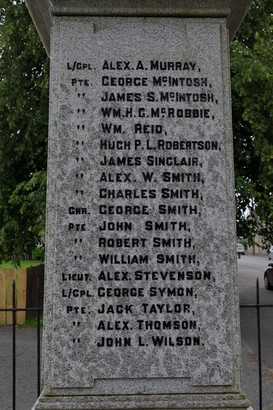 L/CPL. ALEX. A. MURRAY,
PTE. GEORGE McINTOSH,
" JAMES S. McINTOSH,
" WM. H. G. McROBBIE,
" WM. REID,
" HUGH P. L. ROBERTSON,
" JAMES SINCLAIR,
" ALEX. W. SMITH,
" CHARLES SMITH,
GNR. GEORGE SMITH,
PTE. JOHN SMITH,
" ROBERT SMITH,
" WILLIAM SMITH,
LIEUT. ALEX. STEVENSON,
L/CPL. GEORGE SYMON,
PTE. JACK TAYLOR,
" ALEX. THOMSON,
" JOHN L. WILSON.